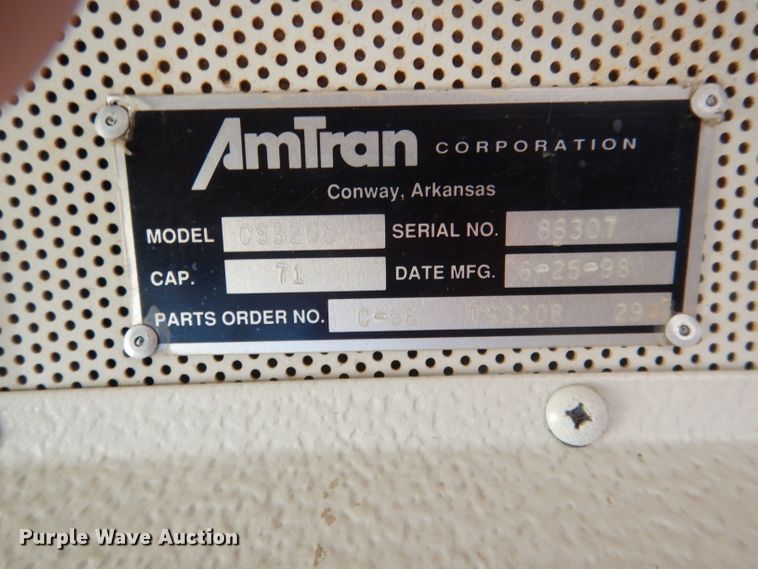 AmTran CORPORATION
Conway, Arkansas
MODEL CS3208 SERIAL NO. 86307
CAP. 71 DATE MFG. 6-25-98
PARTS ORDER NO. C-98 CS3208
Purple Wave Auction